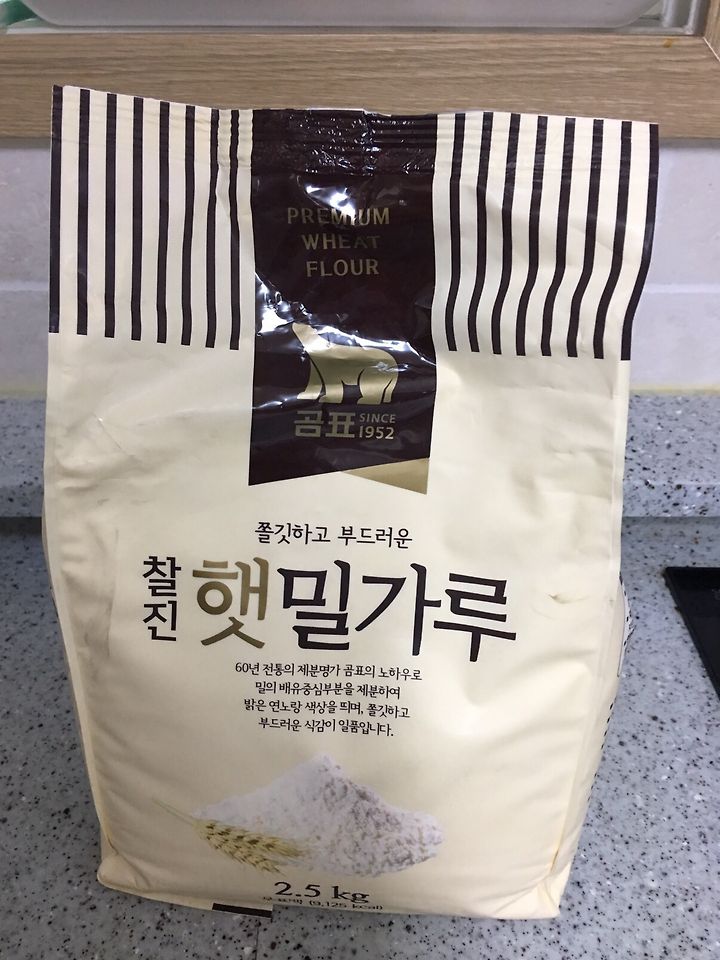 PREMIUM
WHEAT
FLOUR
곰표 SINCE 1952
쫄깃하고 부드러운
찰진 햇밀가루
60년 전통의 제분명가 곰표의 노하우로
밀의 배유중심부분을 제분하여
밝은 연노랑 색상을 띄며, 쫄깃하고
부드러운 식감이 일품입니다.
2.5 kg
(9,125 kcal)